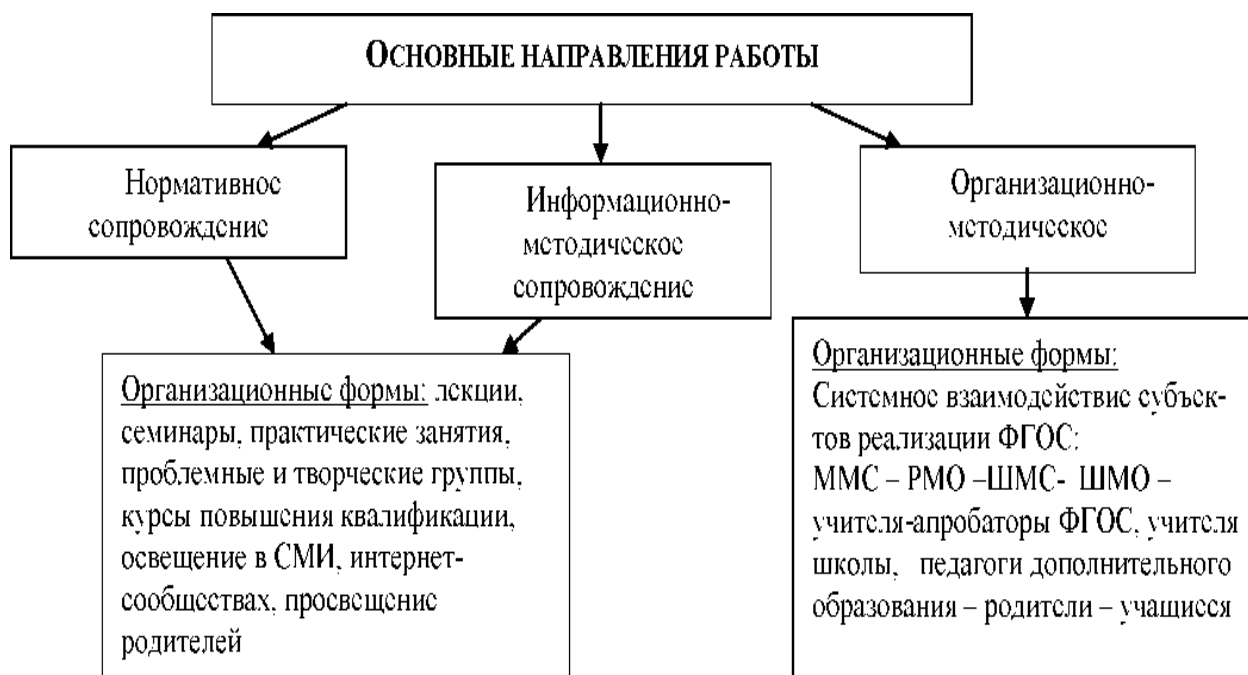 ОСНОВНЫЕ НАПРАВЛЕНИЯ РАБОТЫ
Нормативное
сопровождение
Информационно-
методическое
сопровождение
Организационно-
методическое
Организационные формы: лекции,
семинары, практические занятия,
проблемные и творческие группы,
курсы повышения квалификации,
освещение в СМИ, интернет-
сообществах, просвещение
родителей
Организационные формы:
Системное взаимодействие субъек-
тов реализации ФГОС:
ММС – РМО –ШМС- ШМО –
учителя-апробаторы ФГОС, учителя
школы, педагоги дополнительного
образования – родители – учащиеся